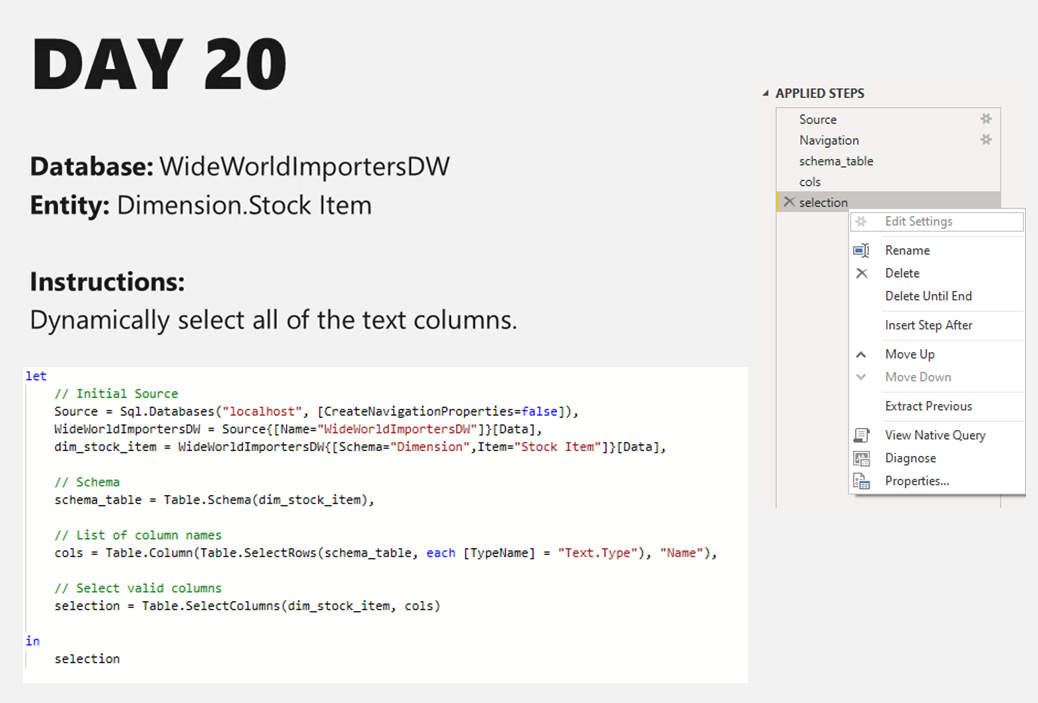 DAY 20
Database: WideWorldImportersDW
Entity: Dimension.Stock Item
Instructions:
Dynamically select all of the text columns.
let
// Initial Source
Source = Sql.Databases("localhost", [CreateNavigationProperties=false]),
WideWorldImportersDW = Source{[Name="WideWorldImportersDW"]}[Data],
dim_stock_item = WideWorldImportersDW{[Schema="Dimension",Item="Stock Item"]}[Data],
// Schema
schema_table = Table.Schema(dim_stock_item),
// List of column names
cols = Table.Column(Table.SelectRows(schema_table, each [TypeName] = "Text.Type"), "Name"),
// Select valid columns
selection = Table.SelectColumns(dim_stock_item, cols)
in
selection
APPLIED STEPS
Source
Navigation
schema_table
cols
selection
Edit Settings
Rename
Delete
Delete Until End
Insert Step After
Move Up
Move Down
Extract Previous
View Native Query
Diagnose
Properties...